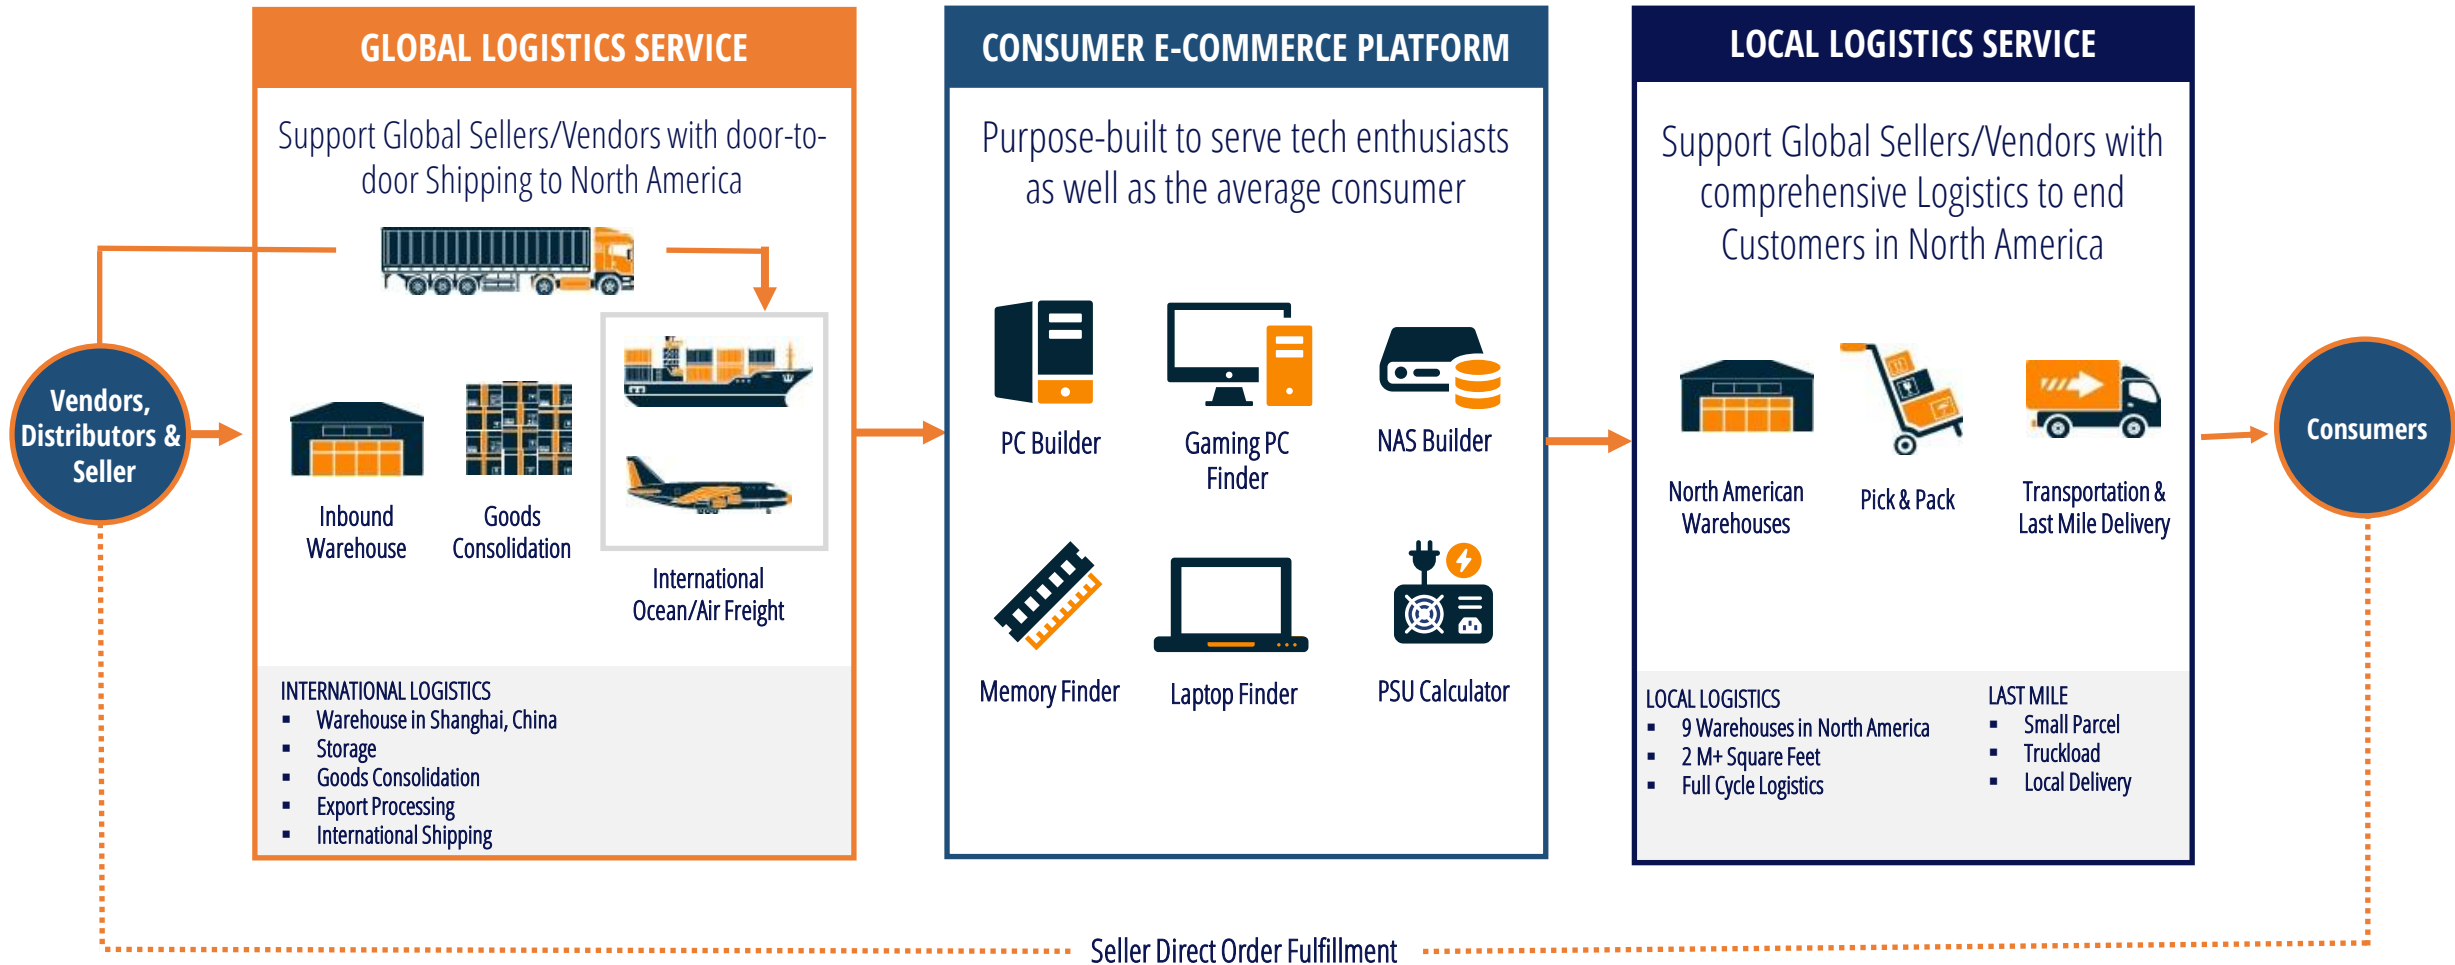 GLOBAL LOGISTICS SERVICE
Support Global Sellers/Vendors with door-to-
door Shipping to North America
Vendors,
Distributors &
Seller
Inbound
Warehouse
Goods
Consolidation
International
Ocean/Air Freight
INTERNATIONAL LOGISTICS
▪ Warehouse in Shanghai, China
▪ Storage
▪ Goods Consolidation
▪ Export Processing
▪ International Shipping
CONSUMER E-COMMERCE PLATFORM
Purpose-built to serve tech enthusiasts
as well as the average consumer
PC Builder
Gaming PC
Finder
NAS Builder
Memory Finder
Laptop Finder
PSU Calculator
LOCAL LOGISTICS SERVICE
Support Global Sellers/Vendors with
comprehensive Logistics to end
Customers in North America
North American
Warehouses
Pick & Pack
Transportation &
Last Mile Delivery
LOCAL LOGISTICS
▪ 9 Warehouses in North America
▪ 2 M+ Square Feet
▪ Full Cycle Logistics
LAST MILE
▪ Small Parcel
▪ Truckload
▪ Local Delivery
Consumers
Seller Direct Order Fulfillment